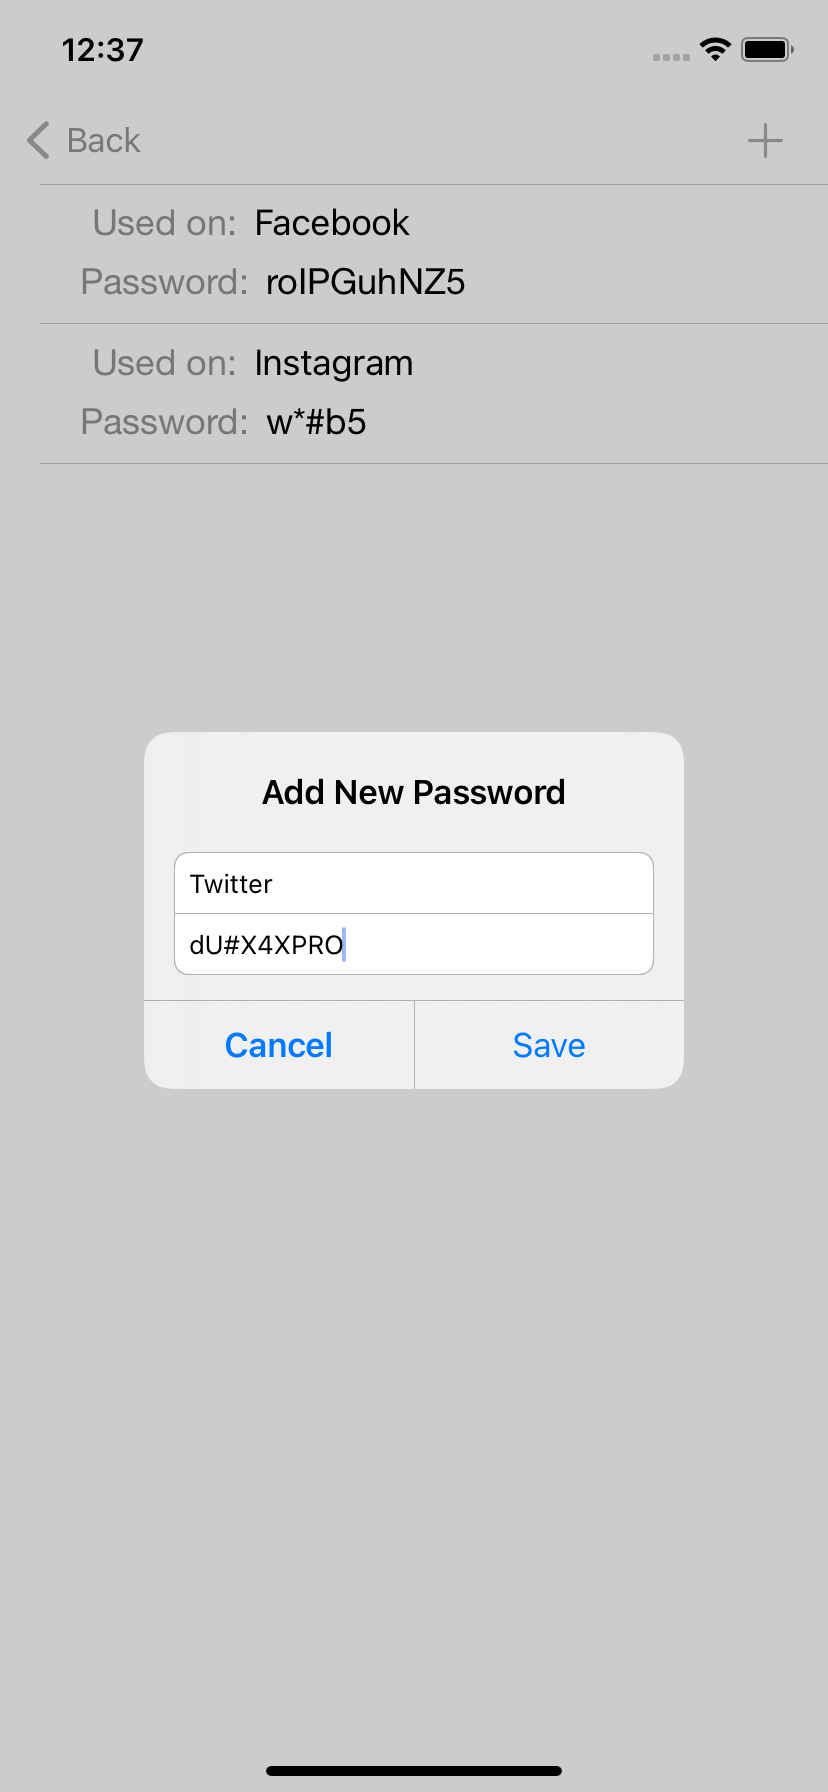 12:37
Back
Used on: Facebook
Password: roIPGuhNZ5
Used on: Instagram
Password: w*#b5
Add New Password
Twitter
dU#X4XPRO
Cancel
Save